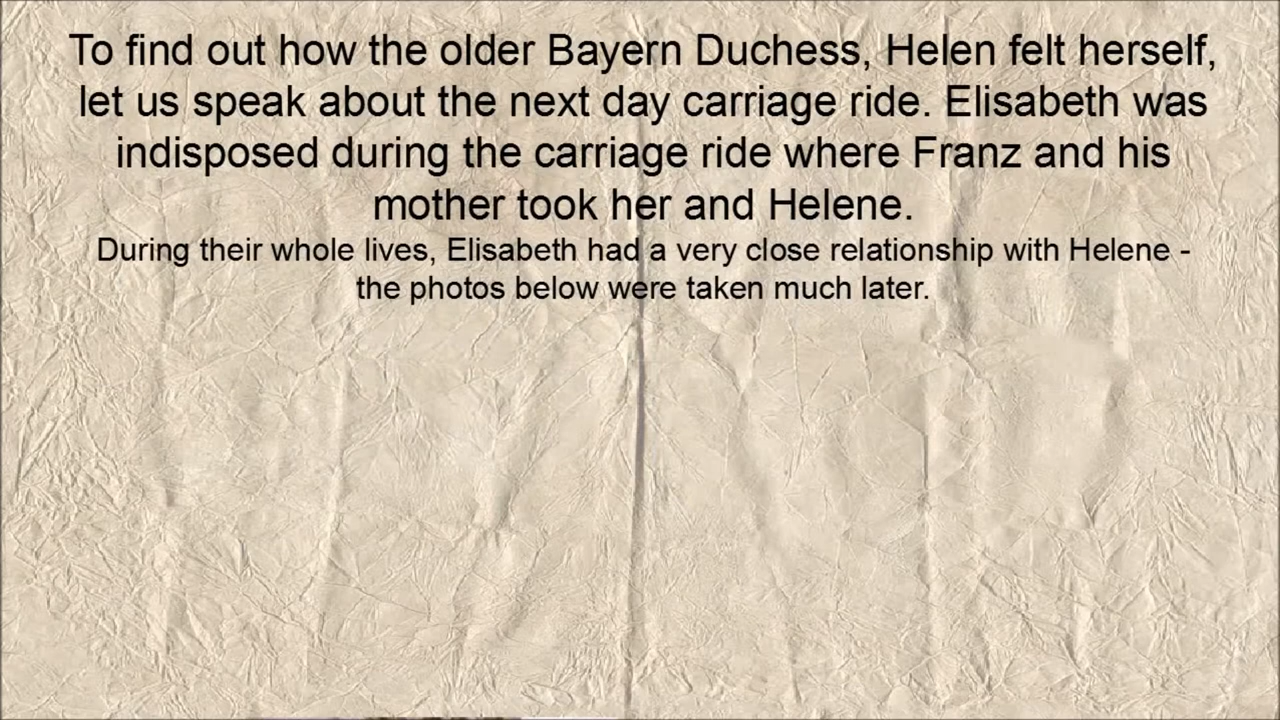 To find out how the older Bayern Duchess, Helen felt herself,
let us speak about the next day carriage ride. Elisabeth was
indisposed during the carriage ride where Franz and his
mother took her and Helene.
During their whole lives, Elisabeth had a very close relationship with Helene -
the photos below were taken much later.